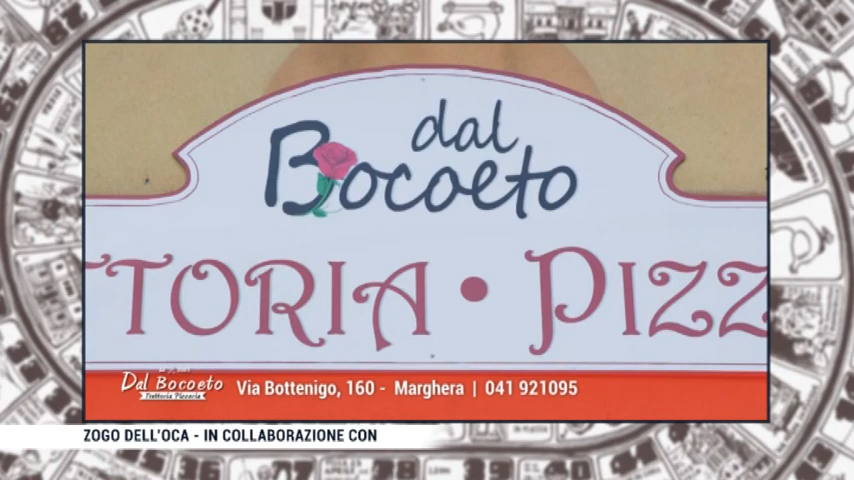 dal
Bocoeto
TTORIA • PIZZ
Dal Bocoeto
Trattoria Pizzeria
Via Bottenigo, 160 - Marghera | 041 921095
ZOGO DELL'OCA - IN COLLABORAZIONE CON